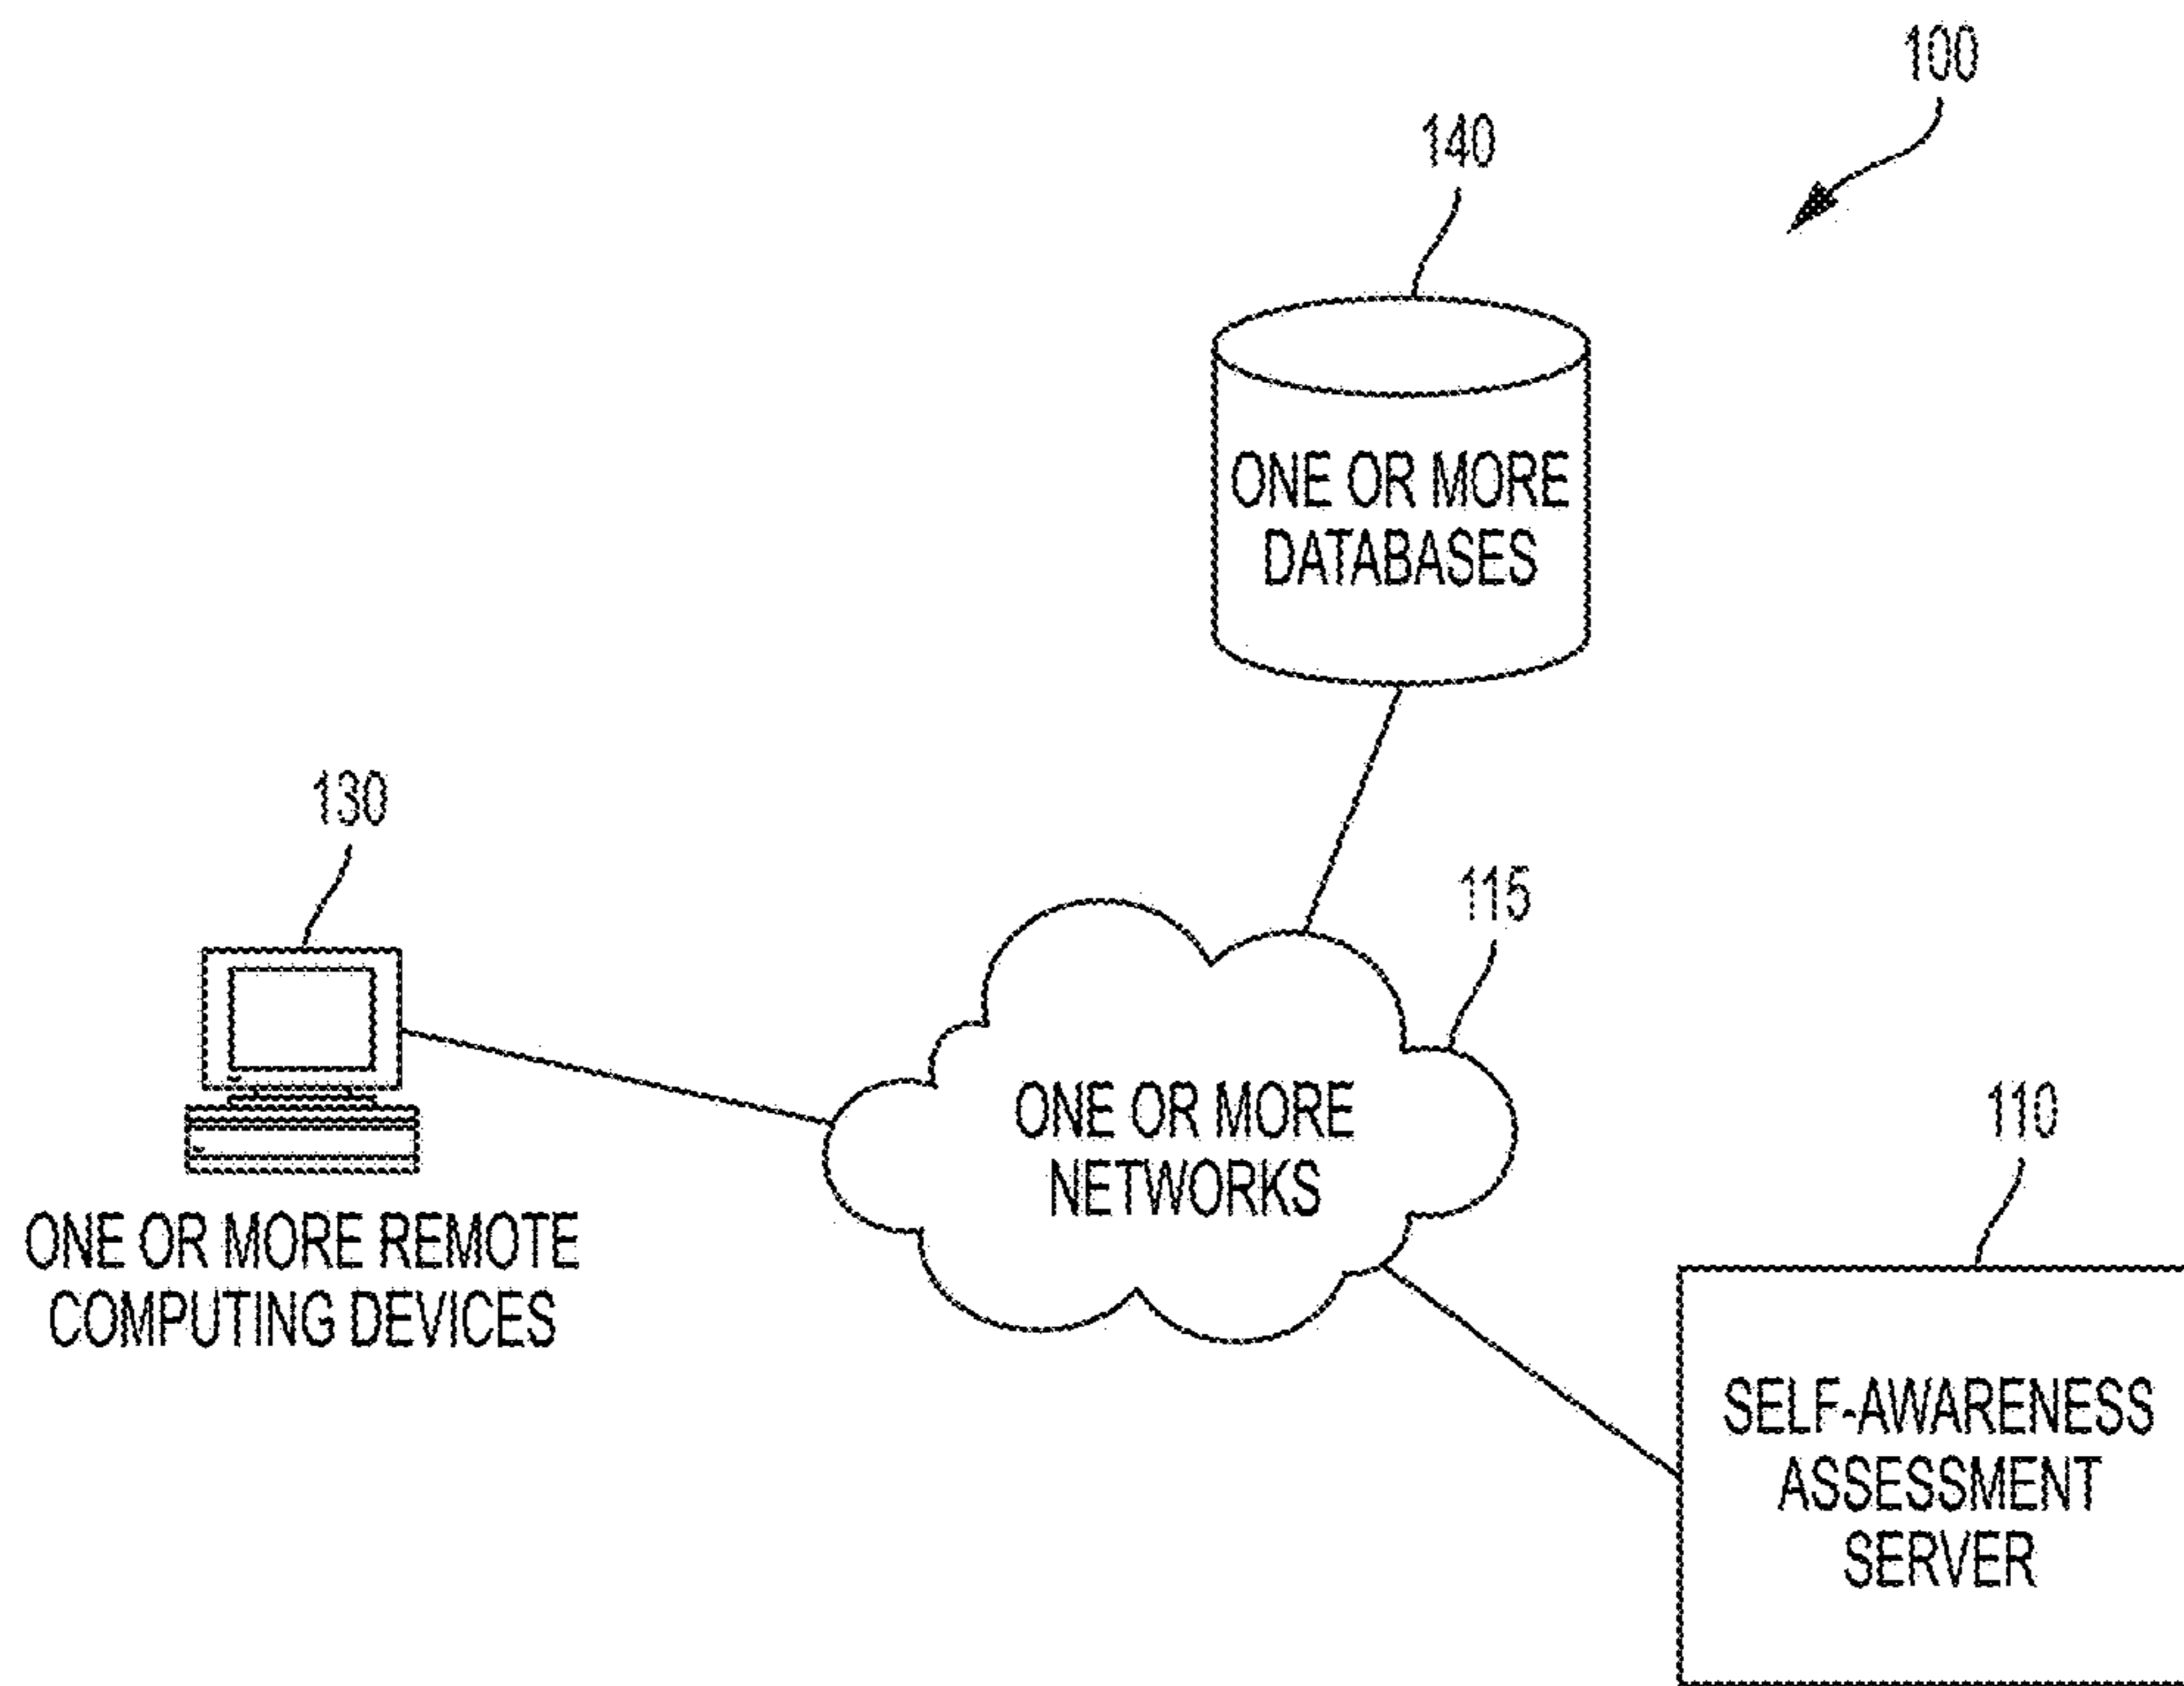 100
140
ONE OR MORE
DATABASES
130
115
ONE OR MORE
NETWORKS
110
ONE OR MORE REMOTE
COMPUTING DEVICES
SELF-AWARENESS
ASSESSMENT
SERVER